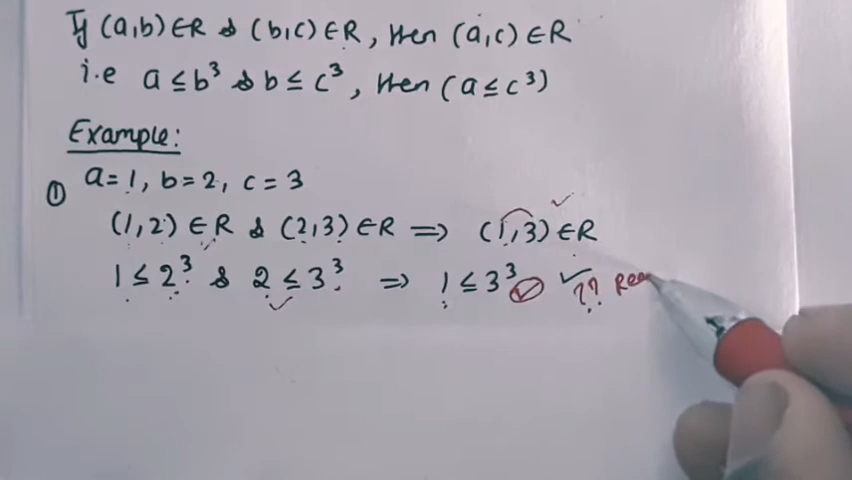 If (a,b) ∈ R & (b,c) ∈ R, then (a,c) ∈ R
i.e a ≤ b³ & b ≤ c³, then (a ≤ c³)
Example:
① a=1, b=2, c=3
(1,2) ∈ R & (2,3) ∈ R ⇒ (1,3) ∈ R ✓
1 ≤ 2³ & 2 ≤ 3³ ⇒ 1 ≤ 3³ ✓ ✓ ??